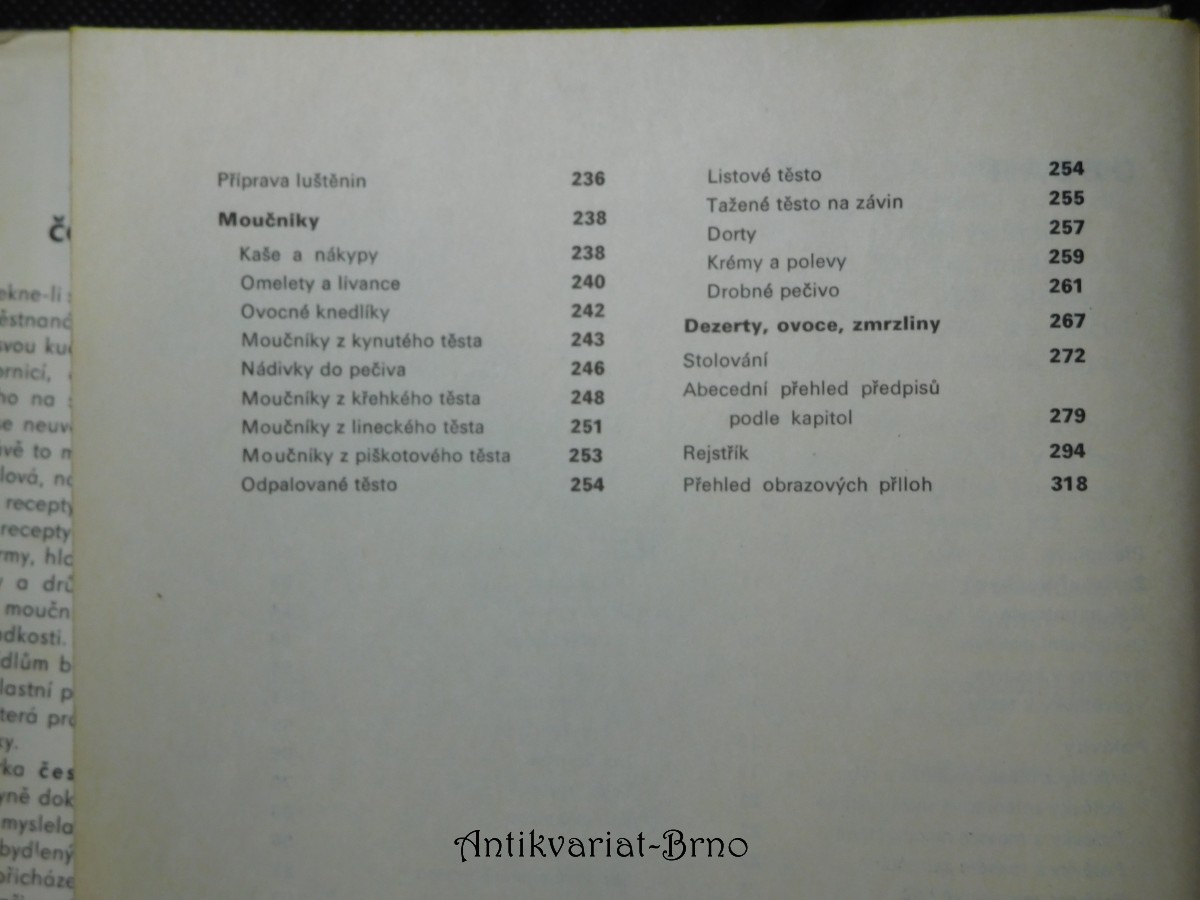 Příprava luštěnin 236
Moučníky 238
Kaše a nákypy 238
Omelety a lívance 240
Ovocné knedlíky 242
Moučníky z kynutého těsta 243
Nádivky do pečiva 246
Moučníky z křehkého těsta 248
Moučníky z lineckého těsta 251
Moučníky z piškotového těsta 253
Odpalované těsto 254
Listové těsto 254
Tažené těsto na závin 255
Dorty 257
Krémy a polevy 259
Drobné pečivo 261
Dezerty, ovoce, zmrzliny 267
Stolování 272
Abecední přehled předpisů
podle kapitol 279
Rejstřík 294
Přehled obrazových příloh 318
recepty
recepty
a
moučn
Antikvariat-Brno